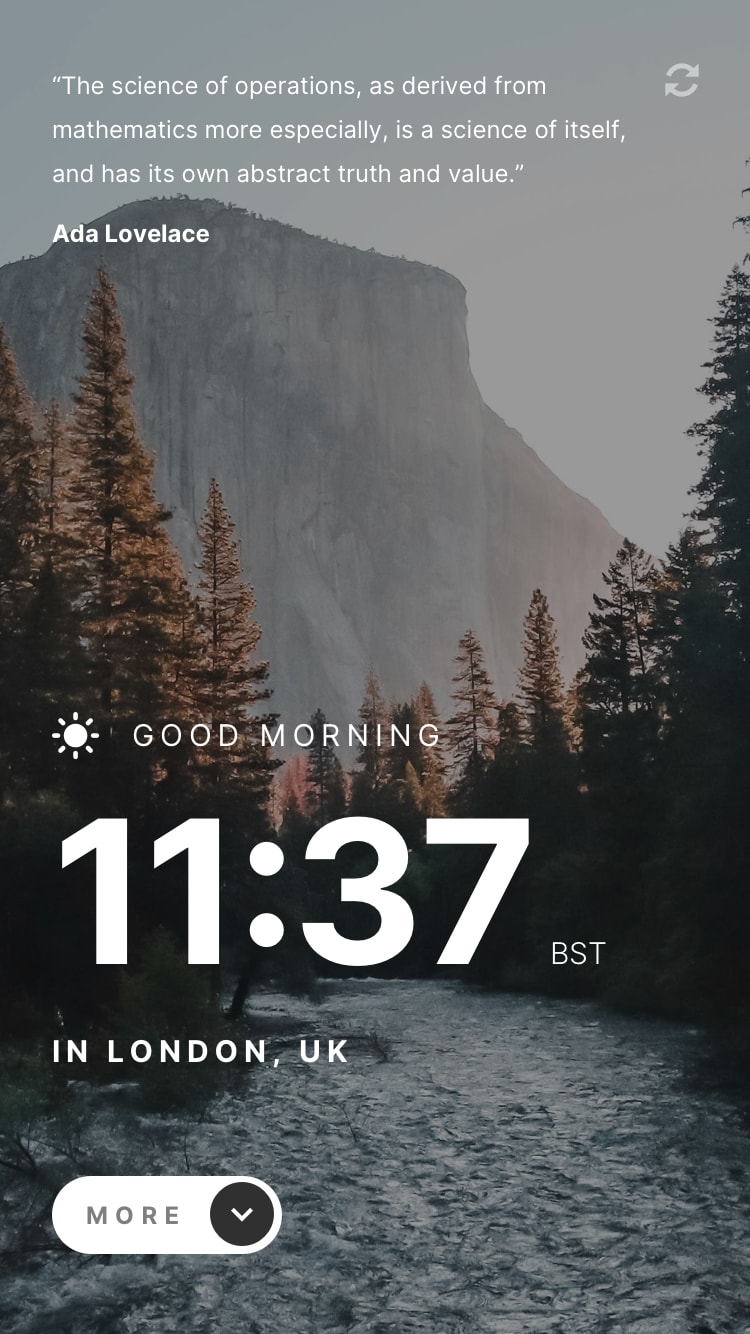 “The science of operations, as derived from
mathematics more especially, is a science of itself,
and has its own abstract truth and value.”
Ada Lovelace
GOOD MORNING
11:37 BST
IN LONDON, UK
MORE